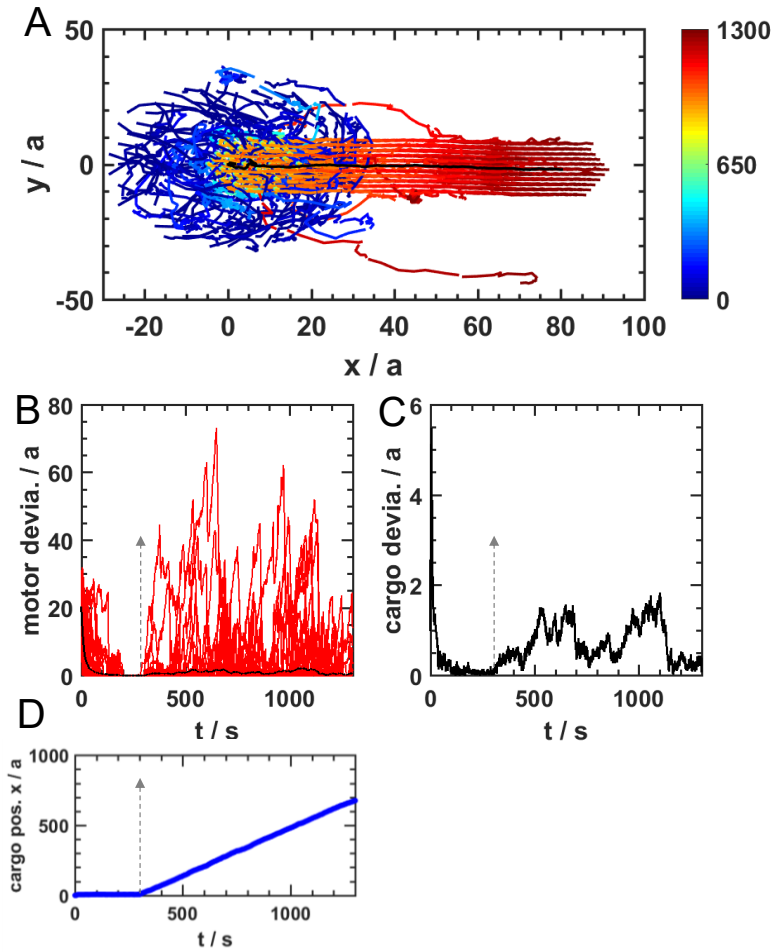 A
50
0
-50
y / a
-20 0 20 40 60 80 100
x / a
1300
650
0
B
80
60
40
20
0
motor devia. / a
0 500 1000
t / s
C
6
4
2
0
cargo devia. / a
0 500 1000
t / s
D
1000
500
0
cargo pos. x / a
0 500 1000
t / s